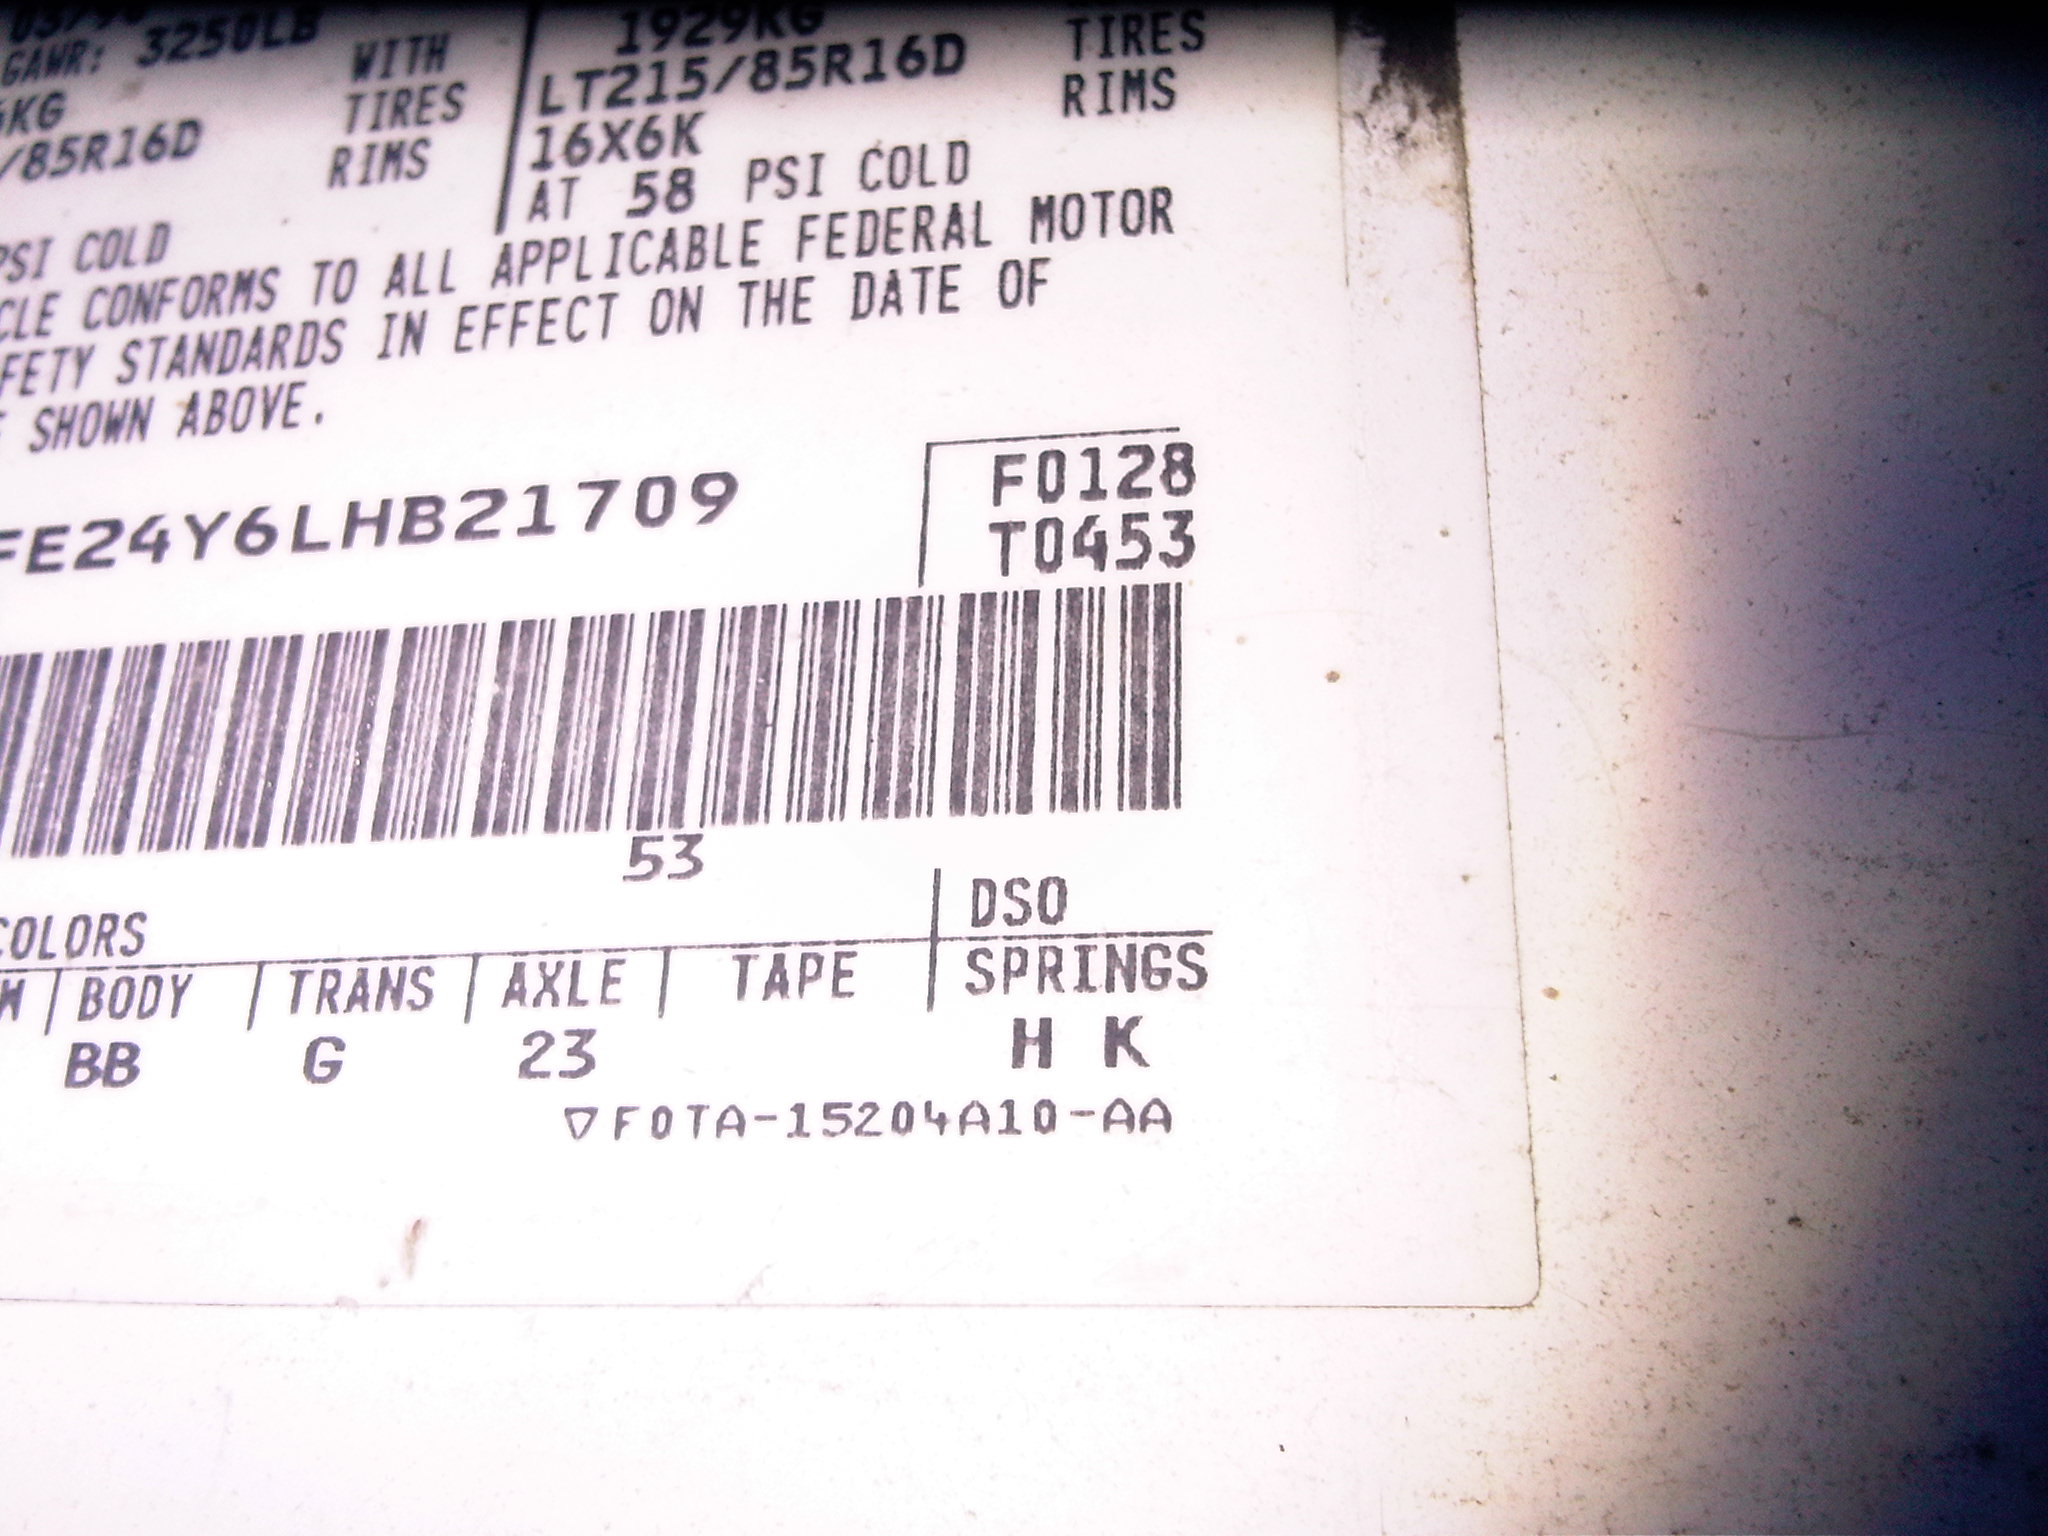 GAWR: 3250LB WITH
KG TIRES
/85R16D RIMS
PSI COLD
1929KG
LT215/85R16D TIRES
16X6K RIMS
AT 58 PSI COLD
CLE CONFORMS TO ALL APPLICABLE FEDERAL MOTOR
FETY STANDARDS IN EFFECT ON THE DATE OF
SHOWN ABOVE.
FE24Y6LHB21709
F0128
T0453
53
COLORS DSO
BODY TRANS AXLE TAPE SPRINGS
BB G 23 H K
▽F0TA-15204A10-AA